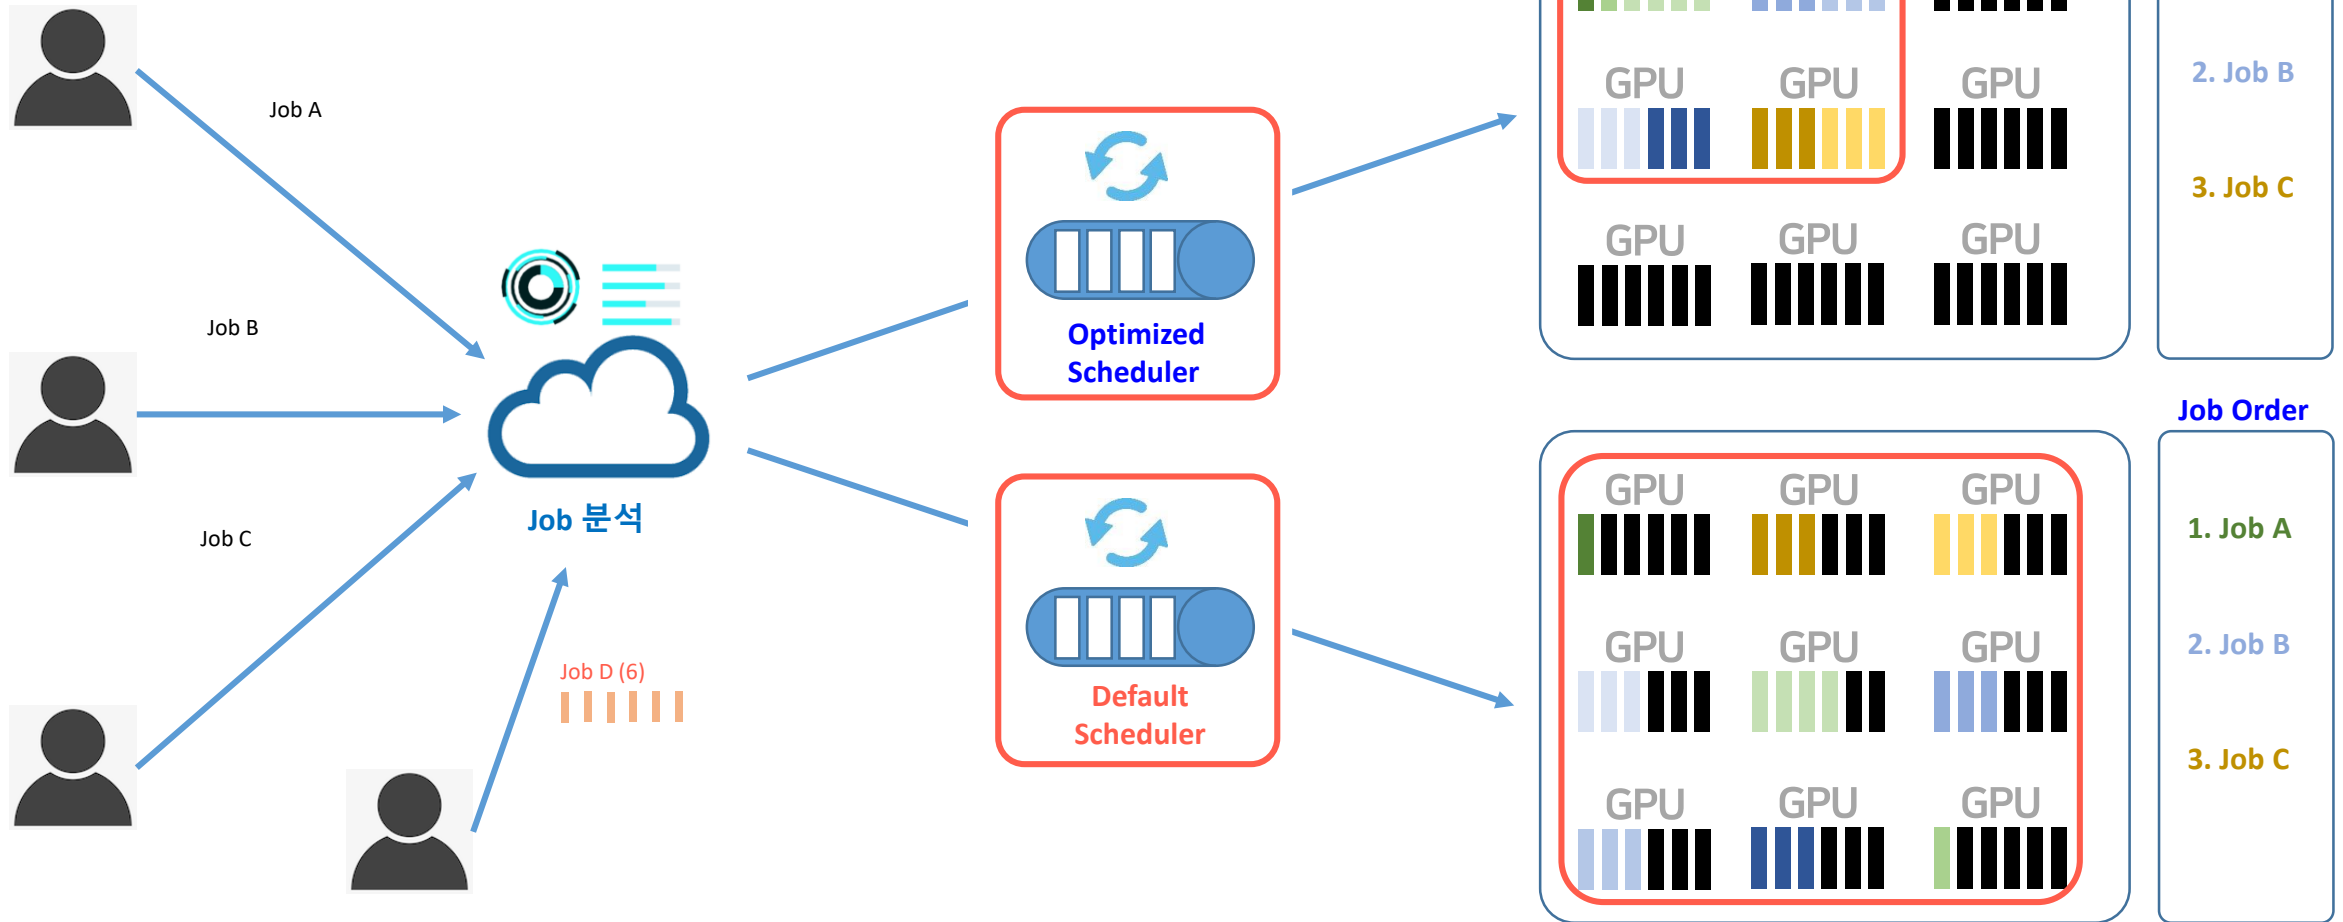 Job A
Job B
Job C
Job 분석
Job D (6)
Optimized
Scheduler
Default
Scheduler
GPU GPU GPU
GPU GPU GPU
2. Job B
3. Job C
Job Order
GPU GPU GPU
GPU GPU GPU
GPU GPU GPU
1. Job A
2. Job B
3. Job C